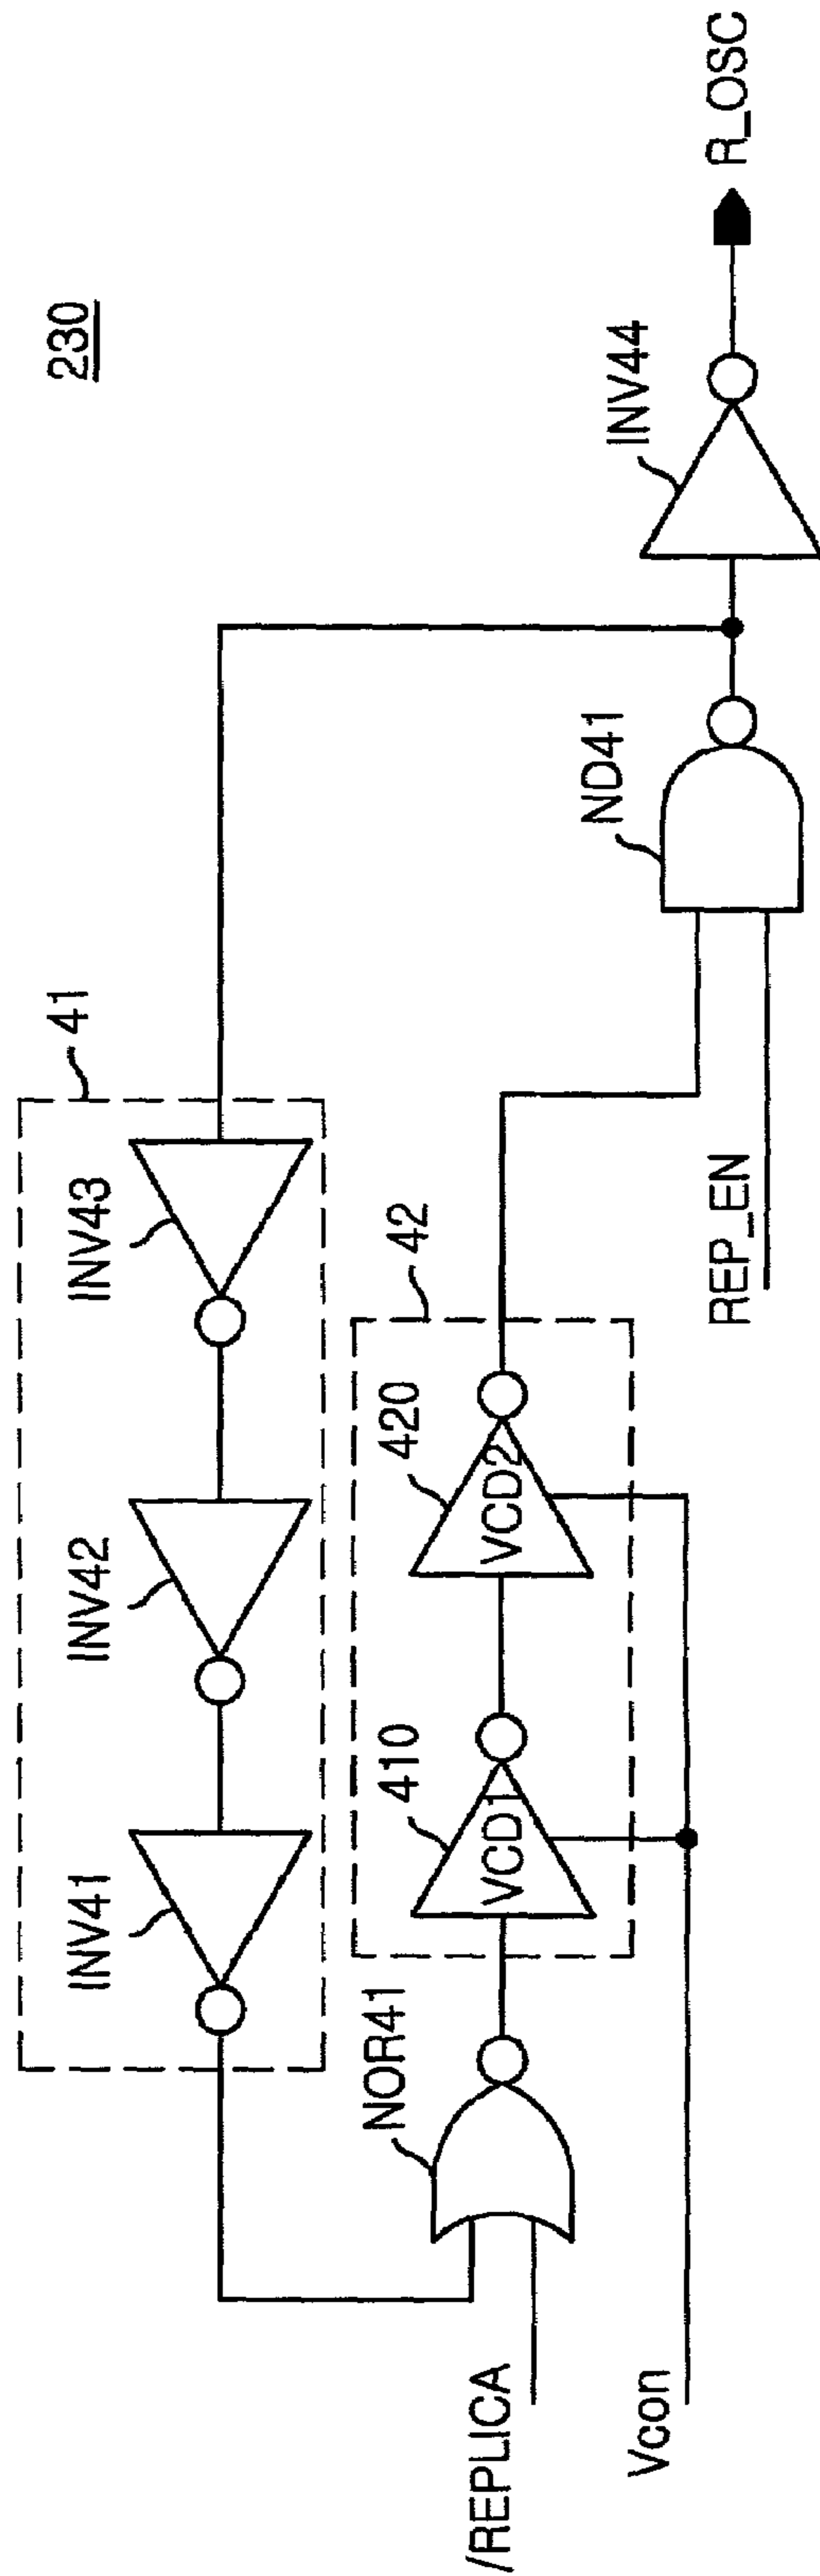 230
41
INV41
INV42
INV43
NOR41
410
VCD1
420
VCD2
42
ND41
INV44
R_OSC
/REPLICA
REP_EN
Vcon